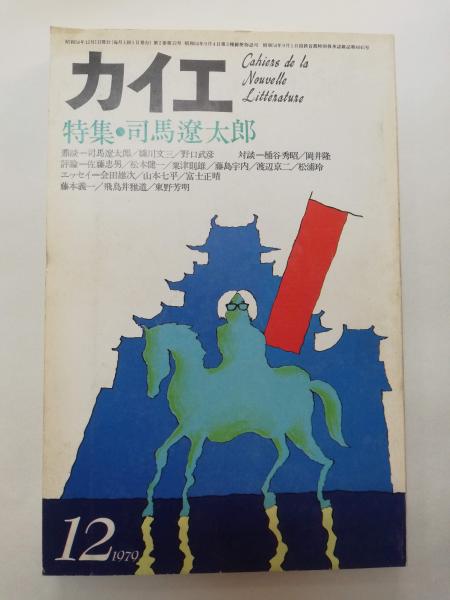 カイエ
Cahiers de la
Nouvelle
Littérature
特集・司馬遼太郎
鼎談―司馬遼太郎/橋川文三/野口武彦 対談―桶谷秀昭/岡井隆
評論―佐藤忠男/松本健一/粟津則雄/藤島宇内/渡辺京二/松浦玲
エッセイ―会田雄次/山本七平/富士正晴
藤本義一/飛鳥井雅道/東野芳明
12
1979